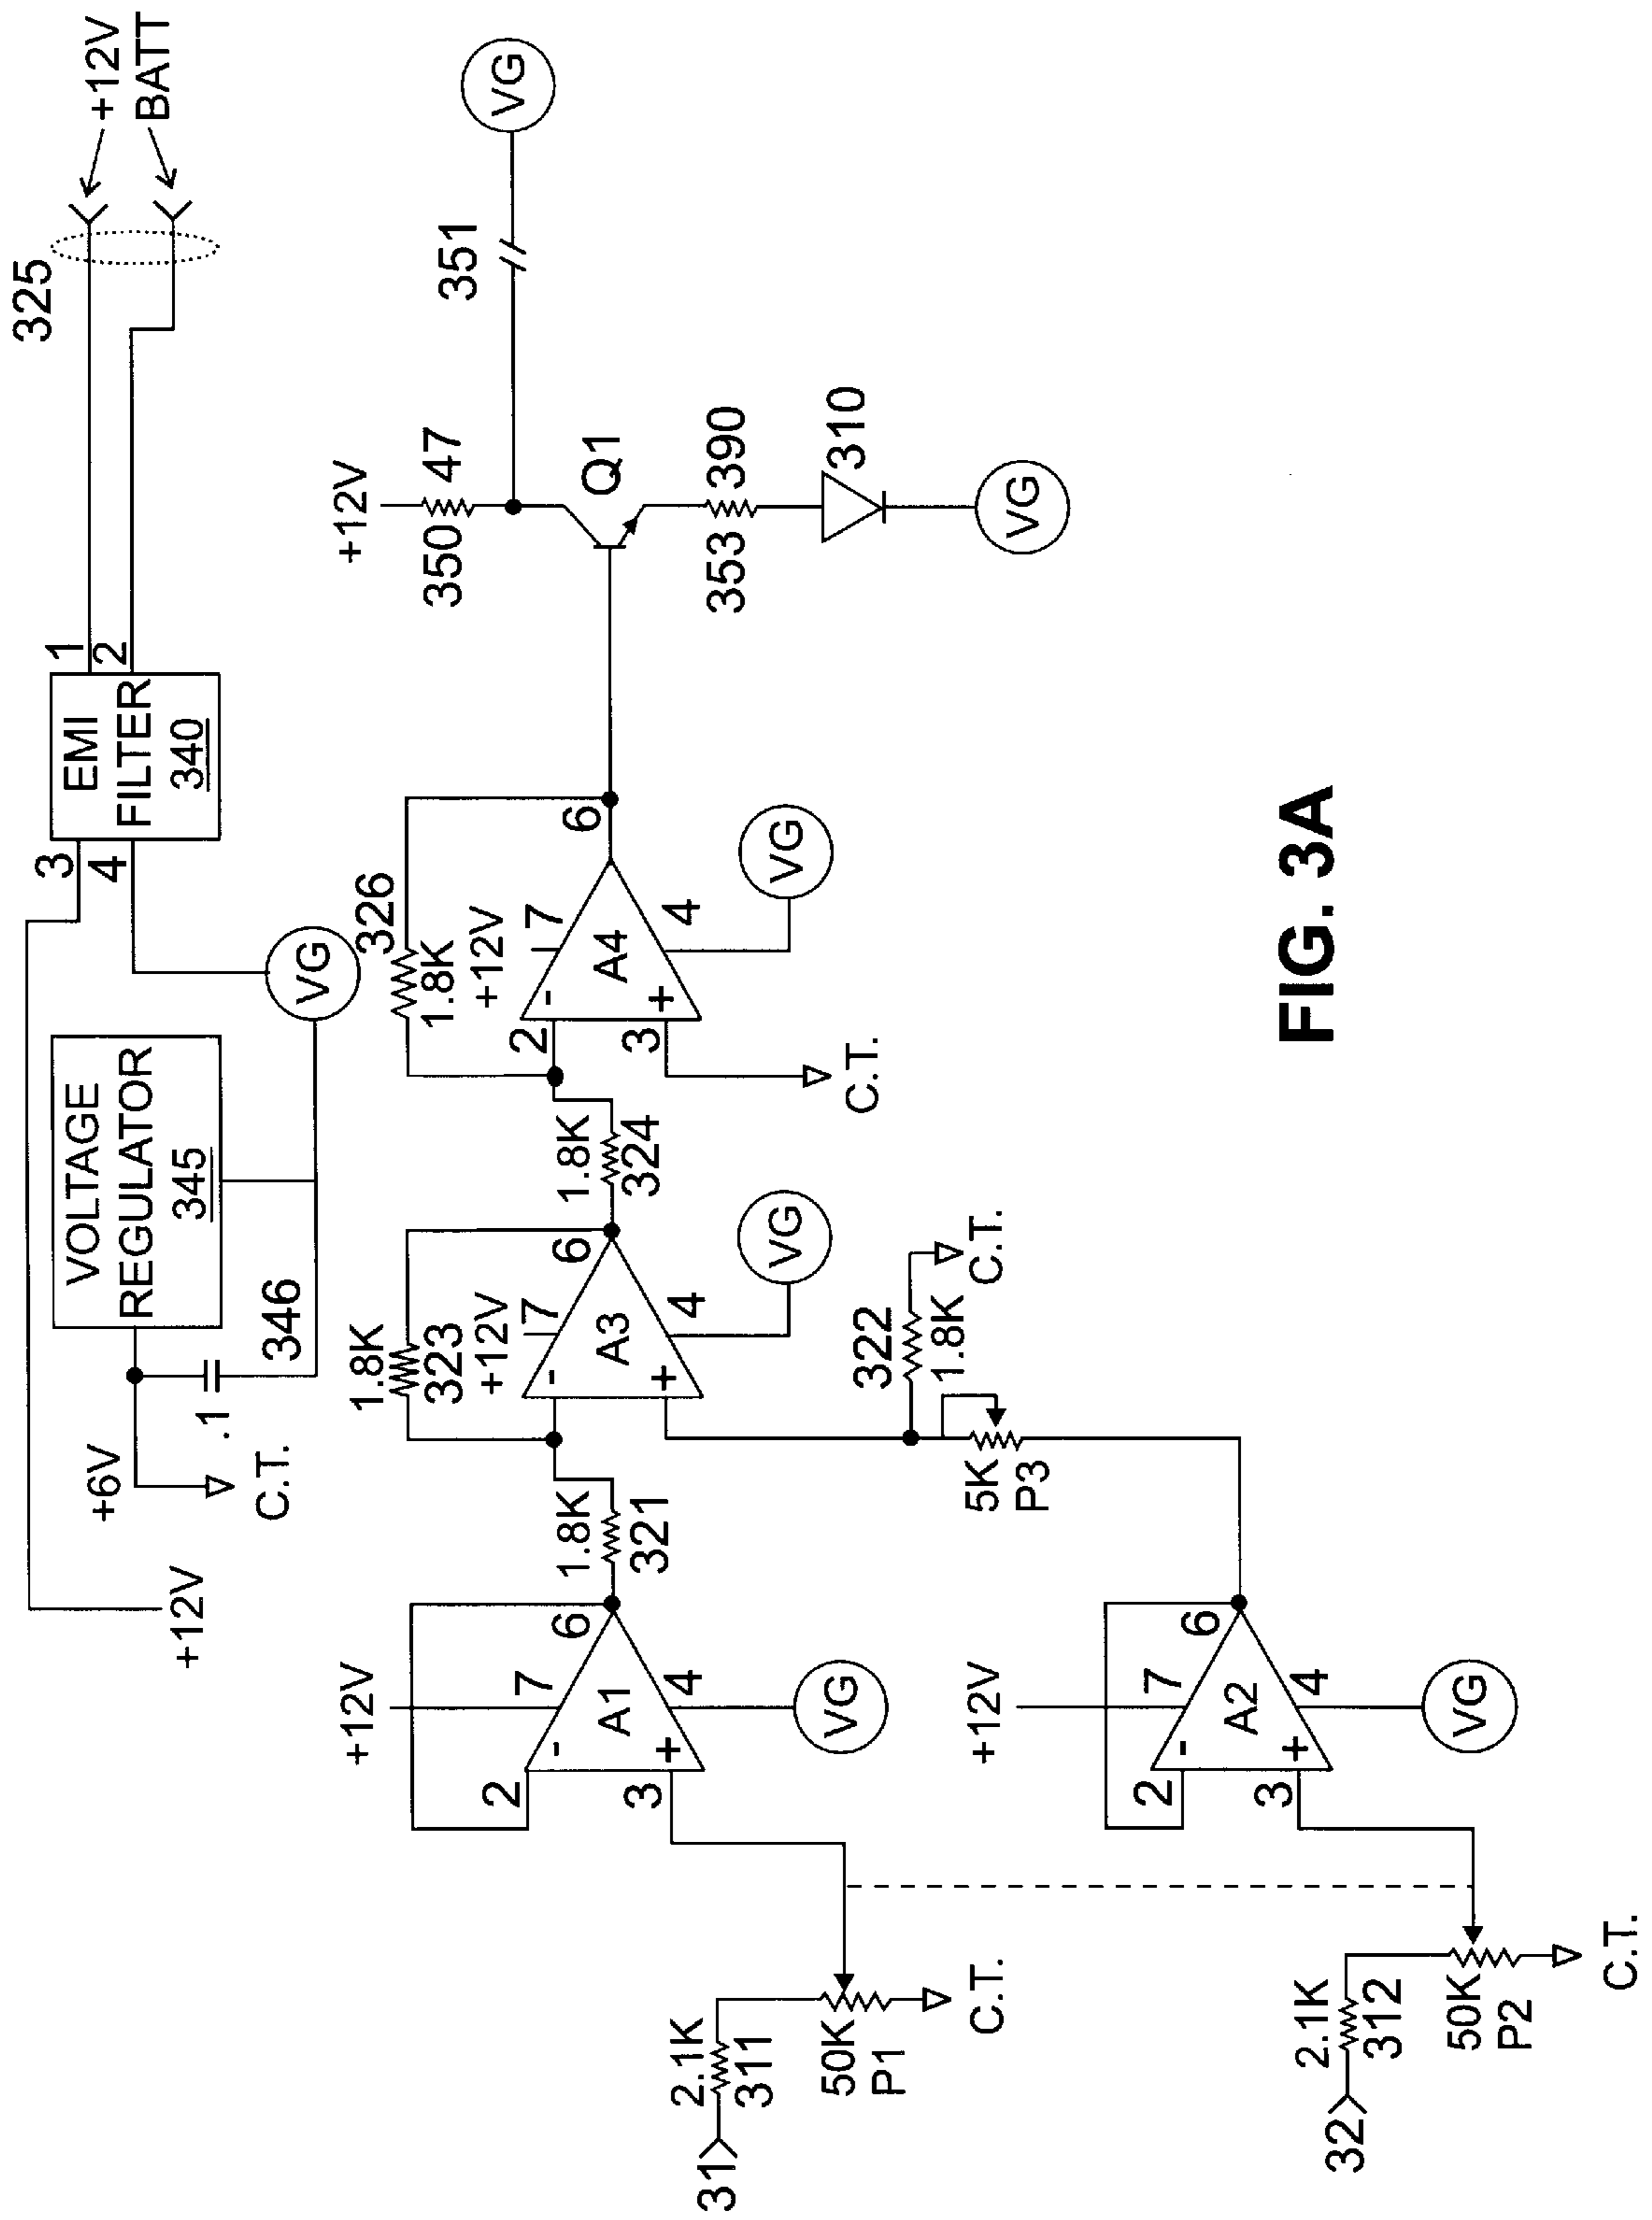 325
+12V
BATT
1
2
EMI
FILTER
340
3
4
VG
VOLTAGE
REGULATOR
345
346
.1
+6V
C.T.
+12V
31
2.1K
311
50K
P1
C.T.
+12V
2
3
7
4
6
-
+
A1
VG
1.8K
321
1.8K
323
+12V
7
4
6
-
+
A3
VG
1.8K
324
326
1.8K
+12V
2
3
7
4
6
-
+
A4
VG
C.T.
+12V
350
47
351
VG
Q1
353
390
310
VG
322
1.8K
C.T.
5K
P3
32
2.1K
312
50K
P2
C.T.
+12V
2
3
7
4
6
-
+
A2
VG
FIG. 3A